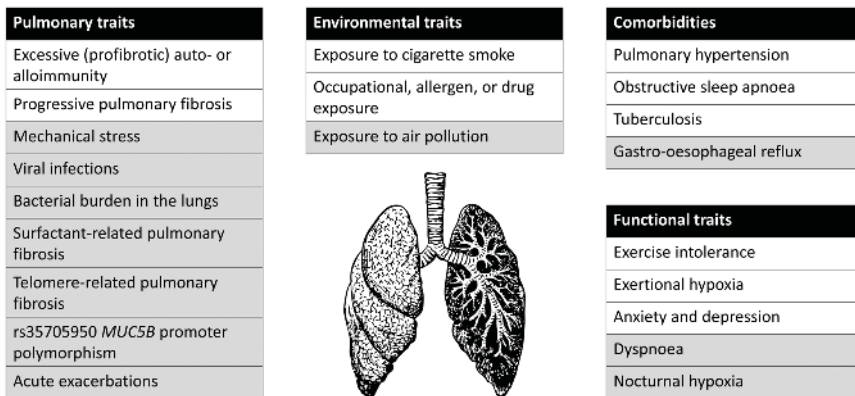 Pulmonary traits
Excessive (profibrotic) auto- or
alloimmunity
Progressive pulmonary fibrosis
Mechanical stress
Viral infections
Bacterial burden in the lungs
Surfactant-related pulmonary
fibrosis
Telomere-related pulmonary
fibrosis
rs35705950 MUC5B promoter
polymorphism
Acute exacerbations
Environmental traits
Exposure to cigarette smoke
Occupational, allergen, or drug
exposure
Exposure to air pollution
Comorbidities
Pulmonary hypertension
Obstructive sleep apnoea
Tuberculosis
Gastro-oesophageal reflux
Functional traits
Exercise intolerance
Exertional hypoxia
Anxiety and depression
Dyspnoea
Nocturnal hypoxia